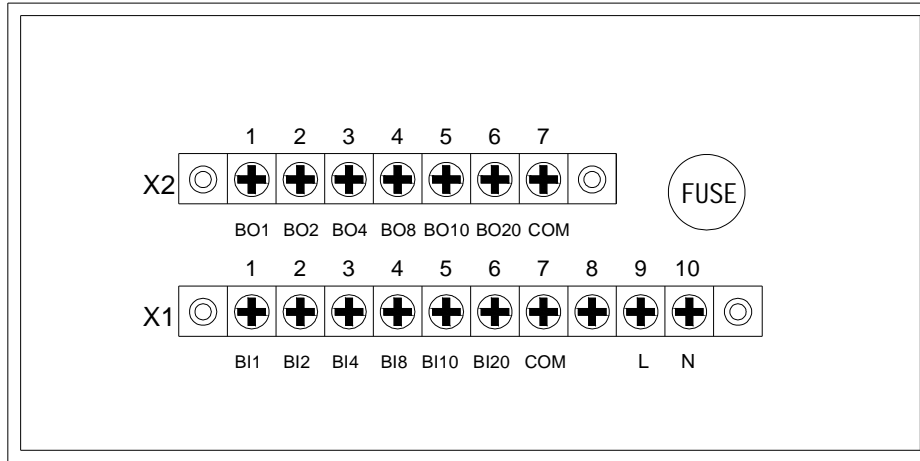 1 2 3 4 5 6 7
X2
FUSE
BO1 BO2 BO4 BO8 BO10 BO20 COM
1 2 3 4 5 6 7 8 9 10
X1
BI1 BI2 BI4 BI8 BI10 BI20 COM L N